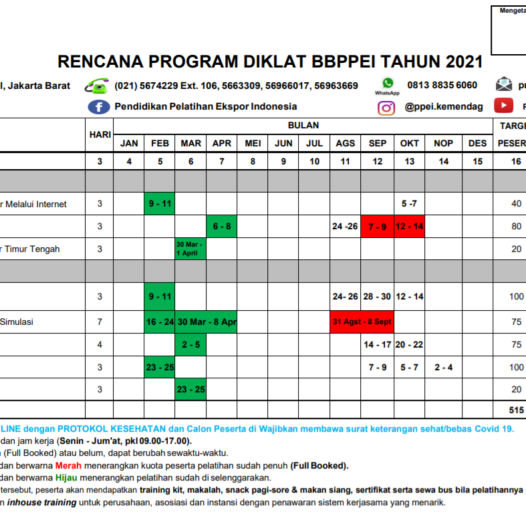 Mengeta
RENCANA PROGRAM DIKLAT BBPPEI TAHUN 2021
l, Jakarta Barat (021) 5674229 Ext. 106, 5663309, 56966017, 56963669 WhatsApp 0813 8835 6060
Pendidikan Pelatihan Ekspor Indonesia @ppei.kemendag
HARI BULAN TARGE
JAN FEB MAR APR MEI JUN JUL AGS SEP OKT NOP DES PESER
3 4 5 6 7 8 9 10 11 12 13 14 15 16
r Melalui Internet 3 9 - 11 5 -7 40
3 6 - 8 24 -26 7 - 9 12 - 14 80
r Timur Tengah 3 30 Mar - 1 April 20
3 9 - 11 24- 26 28 - 30 12 - 14 100
Simulasi 7 16 - 24 30 Mar - 8 Apr 31 Agst - 8 Sept 75
4 2 - 5 14 - 17 20 - 22 75
3 23 - 25 7 - 9 5 - 7 2 - 4 100
3 23 - 25 20
515
LINE dengan PROTOKOL KESEHATAN dan Calon Peserta di Wajibkan membawa surat keterangan sehat/bebas Covid 19.
dan jam kerja (Senin - Jum'at, pkl 09.00-17.00).
(Full Booked) atau belum, dapat berubah sewaktu-waktu.
dan berwarna Merah menerangkan kuota peserta pelatihan sudah penuh (Full Booked).
dan berwarna Hijau menerangkan pelatihan sudah di selenggarakan.
tersebut, peserta akan mendapatkan training kit, makalah, snack pagi-sore & makan siang, sertifikat serta sewa bus bila pelatihannya
n inhouse training untuk perusahaan, asosiasi dan instansi dengan penawaran sistem kerjasama yang menarik.